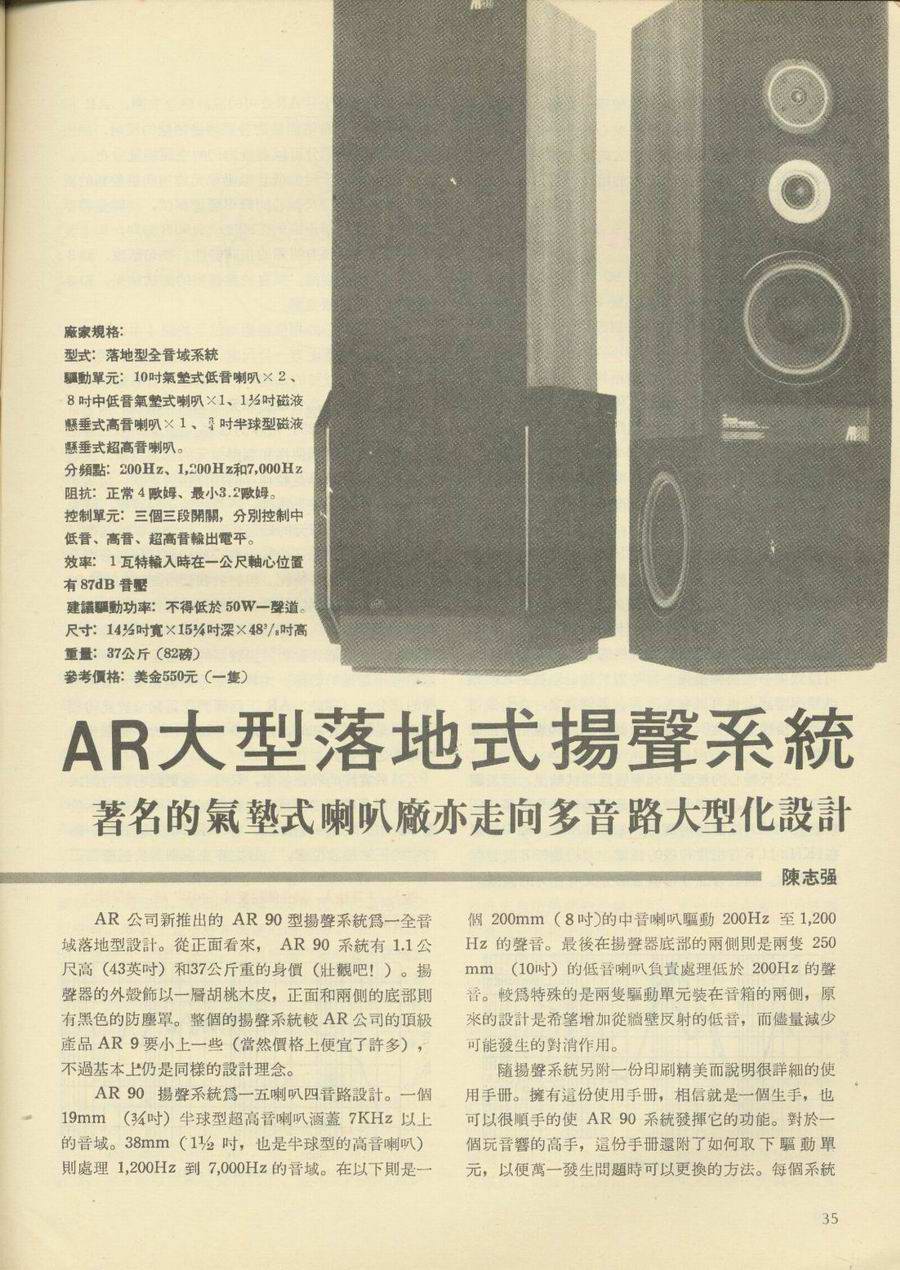 AR
廠家規格:
型式: 落地型全音域系統
驅動單元: 10吋氣墊式低音喇叭×2、
8吋中低音氣墊式喇叭×1、1½吋磁液
懸垂式高音喇叭×1、¾吋半球型磁液
懸垂式超高音喇叭。
分頻點: 200Hz、1,200Hz和7,000Hz
阻抗: 正常4歐姆、最小3.2歐姆。
控制單元: 三個三段開關，分別控制中
低音、高音、超高音輸出電平。
效率: 1瓦特輸入時在一公尺軸心位置
有87dB音壓
建議驅動功率: 不得低於50W一聲道。
尺寸: 14½吋寬×15¼吋深×48³/₈吋高
重量: 37公斤（82磅）
參考價格: 美金550元（一隻）
AR大型落地式揚聲系統
著名的氣墊式喇叭廠亦走向多音路大型化設計
陳志强
AR 公司新推出的 AR 90 型揚聲系統爲一全音
域落地型設計。從正面看來， AR 90 系統有 1.1公
尺高（43英吋）和37公斤重的身價（壯觀吧！）。揚
聲器的外殼飾以一層胡桃木皮，正面和兩側的底部則
有黑色的防塵罩。整個的揚聲系統較 AR 公司的頂級
產品 AR 9 要小上一些（當然價格上便宜了許多），
不過基本上仍是同樣的設計理念。
AR 90 揚聲系統爲一五喇叭四音路設計。一個
19mm （¾吋）半球型超高音喇叭涵蓋 7KHz 以上
的音域。38mm（1½ 吋，也是半球型的高音喇叭）
則處理 1,200Hz 到 7,000Hz 的音域。在以下則是一
個 200mm（8吋)的中音喇叭驅動 200Hz 至1,200
Hz 的聲音。最後在揚聲器底部的兩側則是兩隻 250
mm （10吋）的低音喇叭負責處理低於 200Hz 的聲
音。較爲特殊的是兩隻驅動單元裝在音箱的兩側，原
來的設計是希望增加從牆壁反射的低音，而儘量減少
可能發生的對消作用。
隨揚聲系統另附一份印刷精美而說明很詳細的使
用手冊。擁有這份使用手冊，相信就是一個生手，也
可以很順手的使 AR 90 系統發揮它的功能。對於一
個玩音響的高手，這份手冊還附了如何取下驅動單
元，以便萬一發生問題時可以更換的方法。每個系統
35